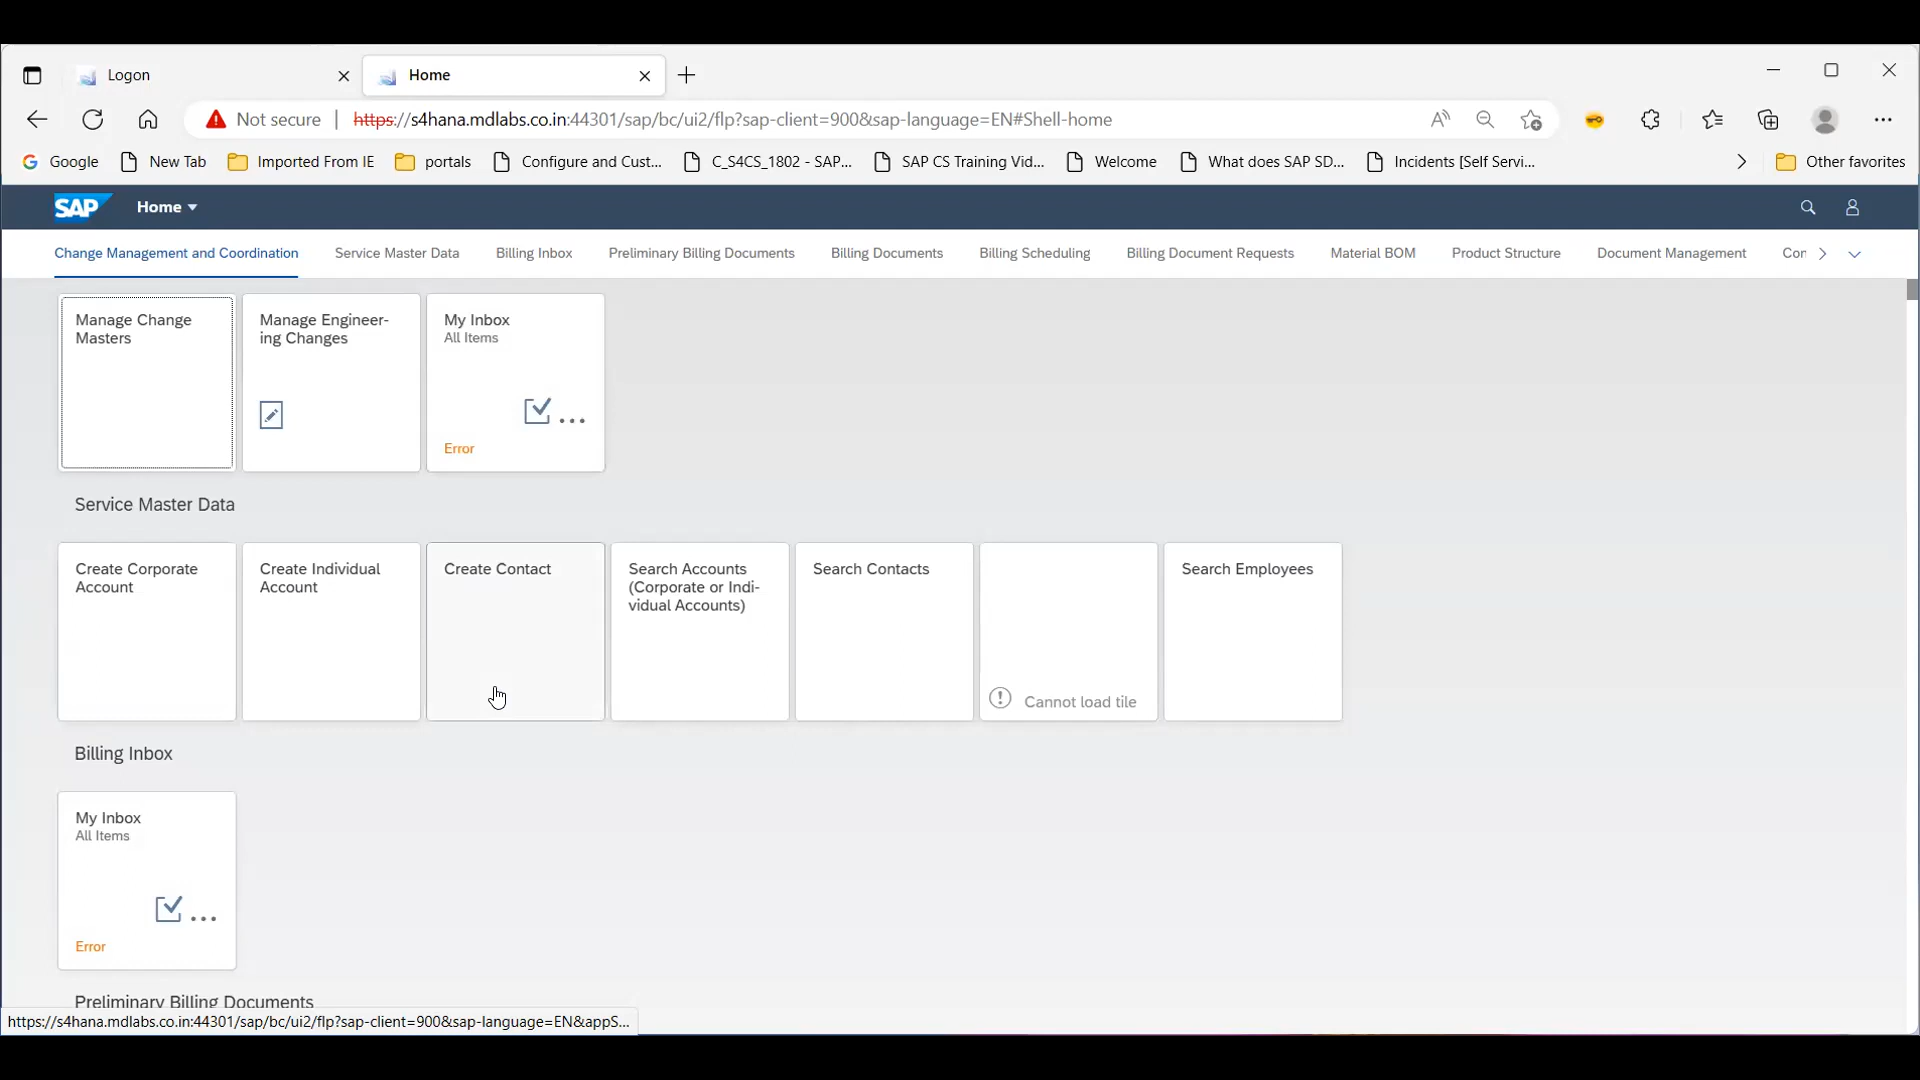 Logon
Home
Not secure
https://s4hana.mdlabs.co.in:44301/sap/bc/ui2/flp?sap-client=900&sap-language=EN#Shell-home
Google
New Tab
Imported From IE
portals
Configure and Cust...
C_S4CS_1802 - SAP...
SAP CS Training Vid...
Welcome
What does SAP SD...
Incidents [Self Servi...
Other favorites
SAP
Home
Change Management and Coordination
Service Master Data
Billing Inbox
Preliminary Billing Documents
Billing Documents
Billing Scheduling
Billing Document Requests
Material BOM
Product Structure
Document Management
Cor
Manage Change
Masters
Manage Engineer-
ing Changes
My Inbox
All Items
...
Error
Service Master Data
Create Corporate
Account
Create Individual
Account
Create Contact
Search Accounts
(Corporate or Indi-
vidual Accounts)
Search Contacts
Cannot load tile
Search Employees
Billing Inbox
My Inbox
All Items
...
Error
Preliminary Billing Documents
https://s4hana.mdlabs.co.in:44301/sap/bc/ui2/flp?sap-client=900&sap-language=EN&appS...